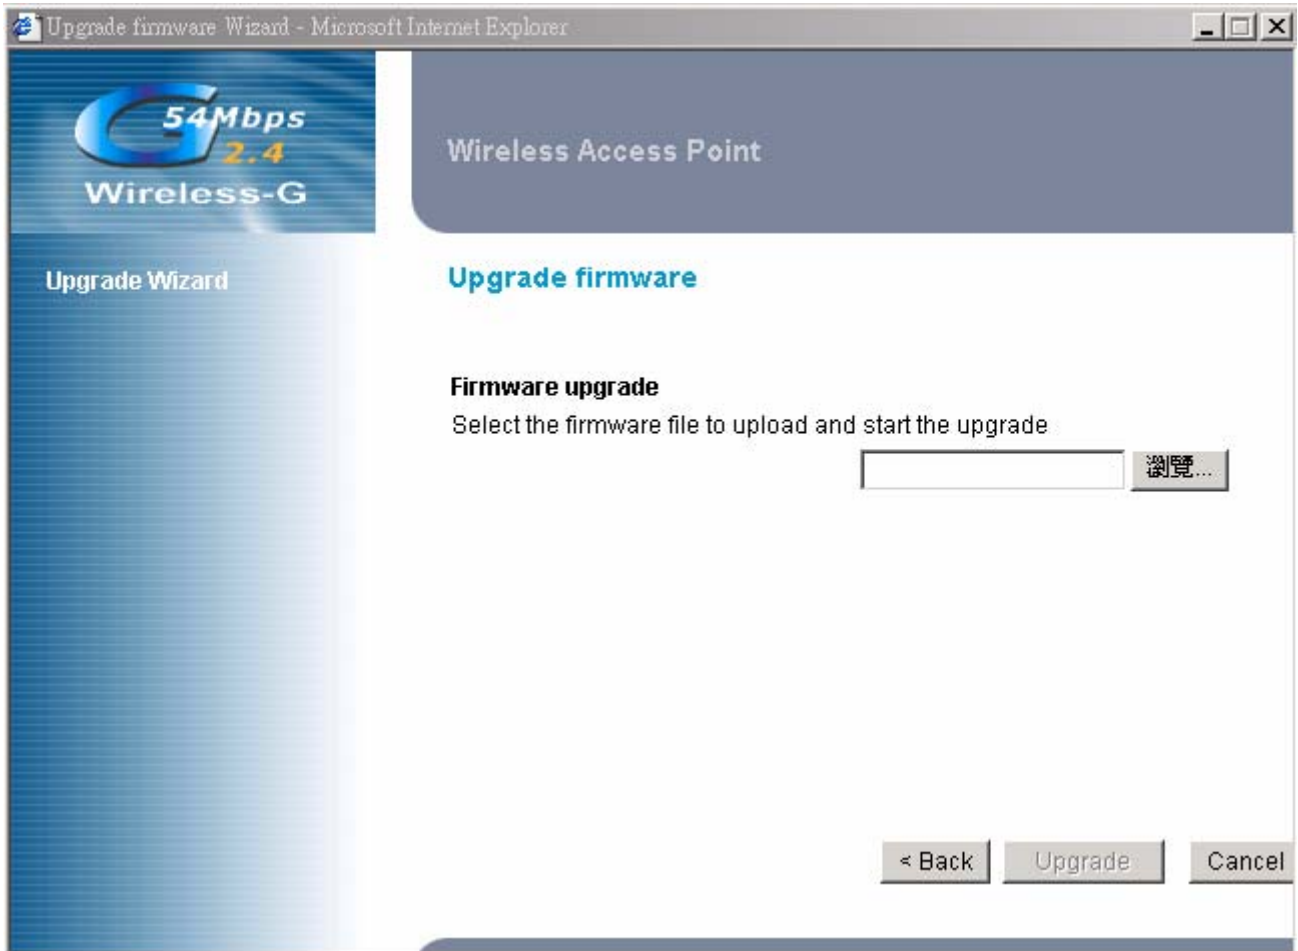 Upgrade firmware Wizard - Microsoft Internet Explorer
54Mbps
2.4
Wireless-G
Wireless Access Point
Upgrade Wizard
Upgrade firmware
Firmware upgrade
Select the firmware file to upload and start the upgrade
瀏覽...
< Back
Upgrade
Cancel